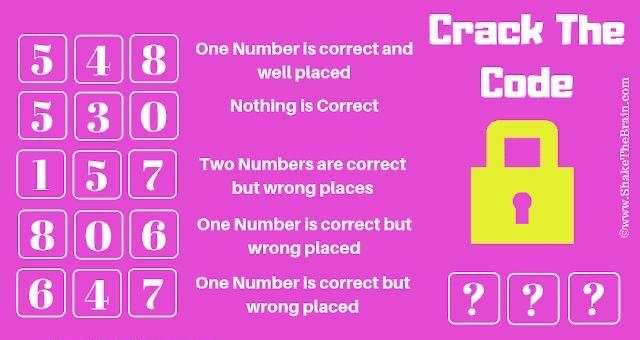 Crack The
Code
5 4 8
One Number is correct and
well placed
5 3 0
Nothing is Correct
1 5 7
Two Numbers are correct
but wrong places
8 0 6
One Number is correct but
wrong placed
6 4 7
One Number is correct but
wrong placed
? ? ?
©www.ShakeTheBrain.com